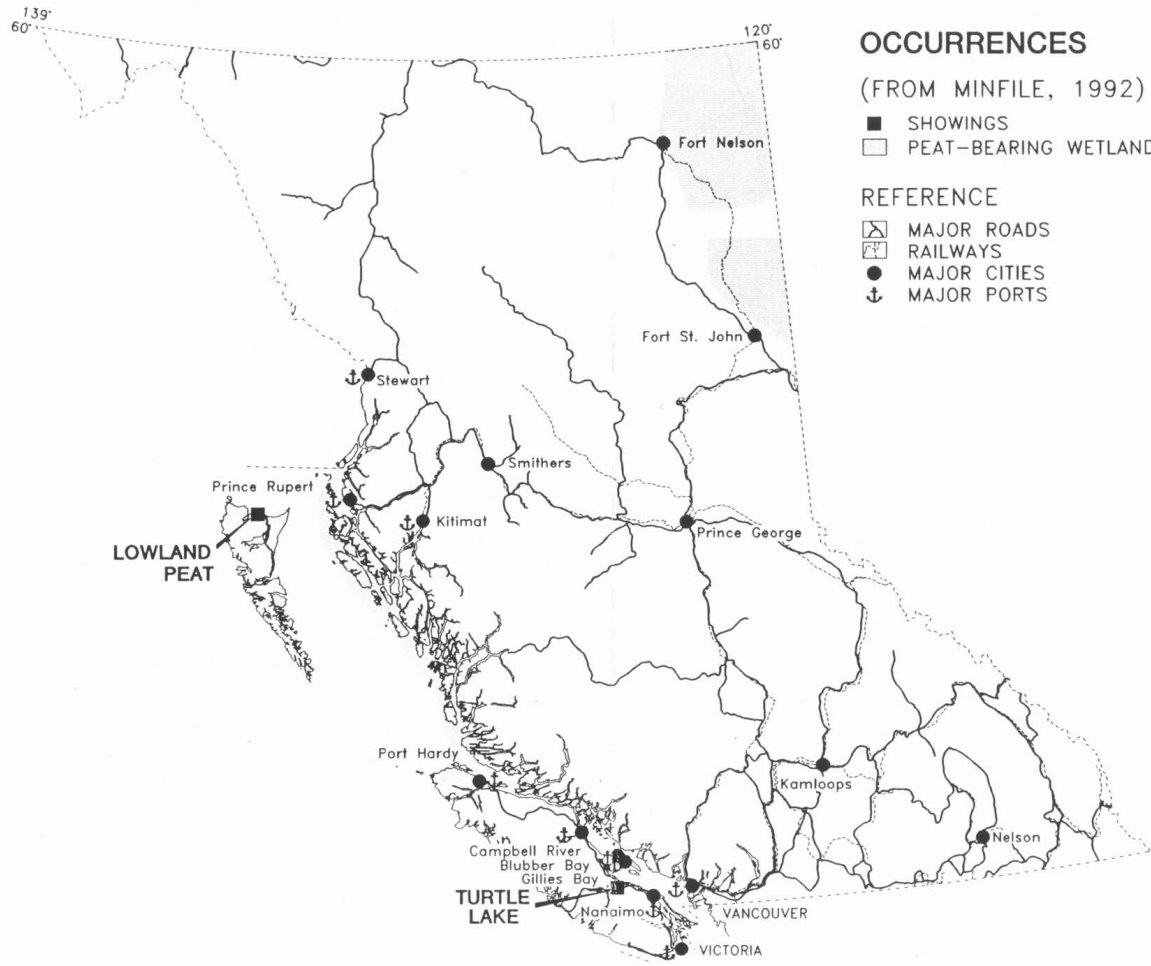 139°
60°
120°
60°
OCCURRENCES
(FROM MINFILE, 1992)
SHOWINGS
PEAT-BEARING WETLAND
REFERENCE
MAJOR ROADS
RAILWAYS
MAJOR CITIES
MAJOR PORTS
Fort Nelson
Fort St. John
Stewart
Smithers
Prince Rupert
Kitimat
Prince George
LOWLAND
PEAT
Port Hardy
Kamloops
Nelson
Campbell River
Blubber Bay
Gillies Bay
TURTLE
LAKE
Nanaimo
VANCOUVER
VICTORIA